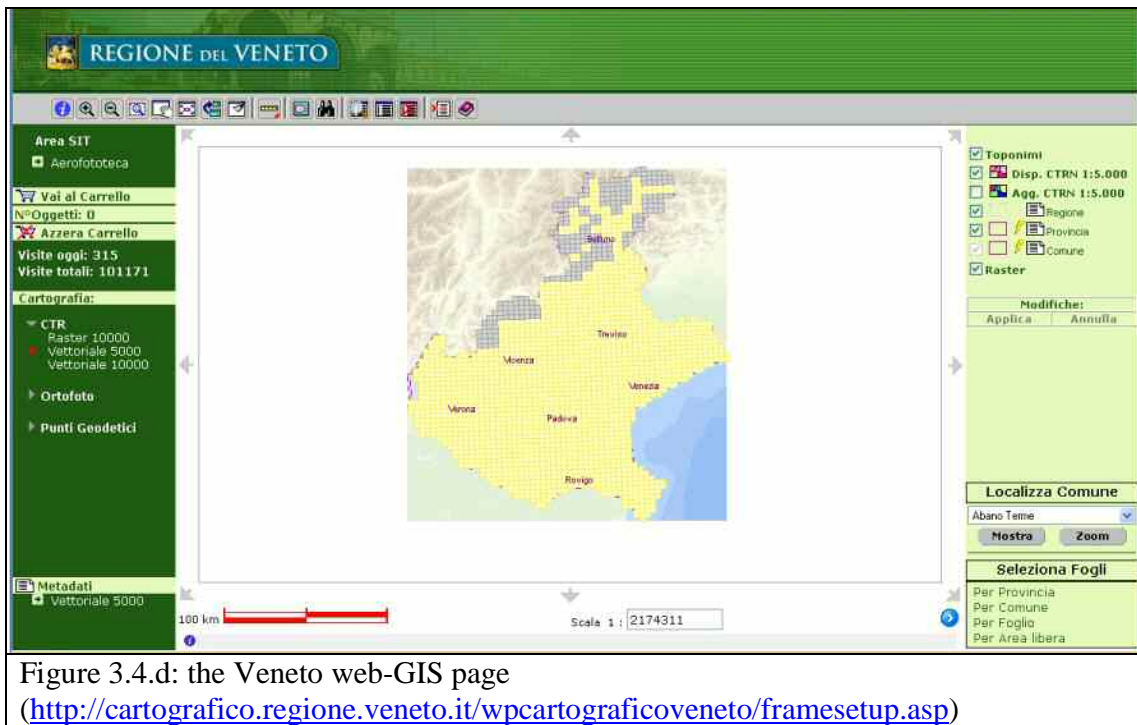 REGIONE DEL VENETO
Area SIT
Aerofototeca
Vai al Carrello
N°Oggetti: 0
Azzera Carrello
Visite oggi: 315
Visite totali: 101171
Cartografia:
CTR
Raster 10000
Vettoriale 5000
Vettoriale 10000
Ortofoto
Punti Geodetici
Metadati
Vettoriale 5000
Belluno
Treviso
Vicenza
Venezia
Verona
Padova
Rovigo
100 km
Scala 1 : 2174311
Toponimi
Disp. CTRN 1:5.000
Agg. CTRN 1:5.000
Regione
Provincia
Comune
Raster
Modifiche:
Applica Annulla
Localizza Comune
Abano Terme
Mostra Zoom
Seleziona Fogli
Per Provincia
Per Comune
Per Foglio
Per Area libera
Figure 3.4.d: the Veneto web-GIS page
(http://cartografico.regione.veneto.it/wpcartograficoveneto/framesetup.asp)